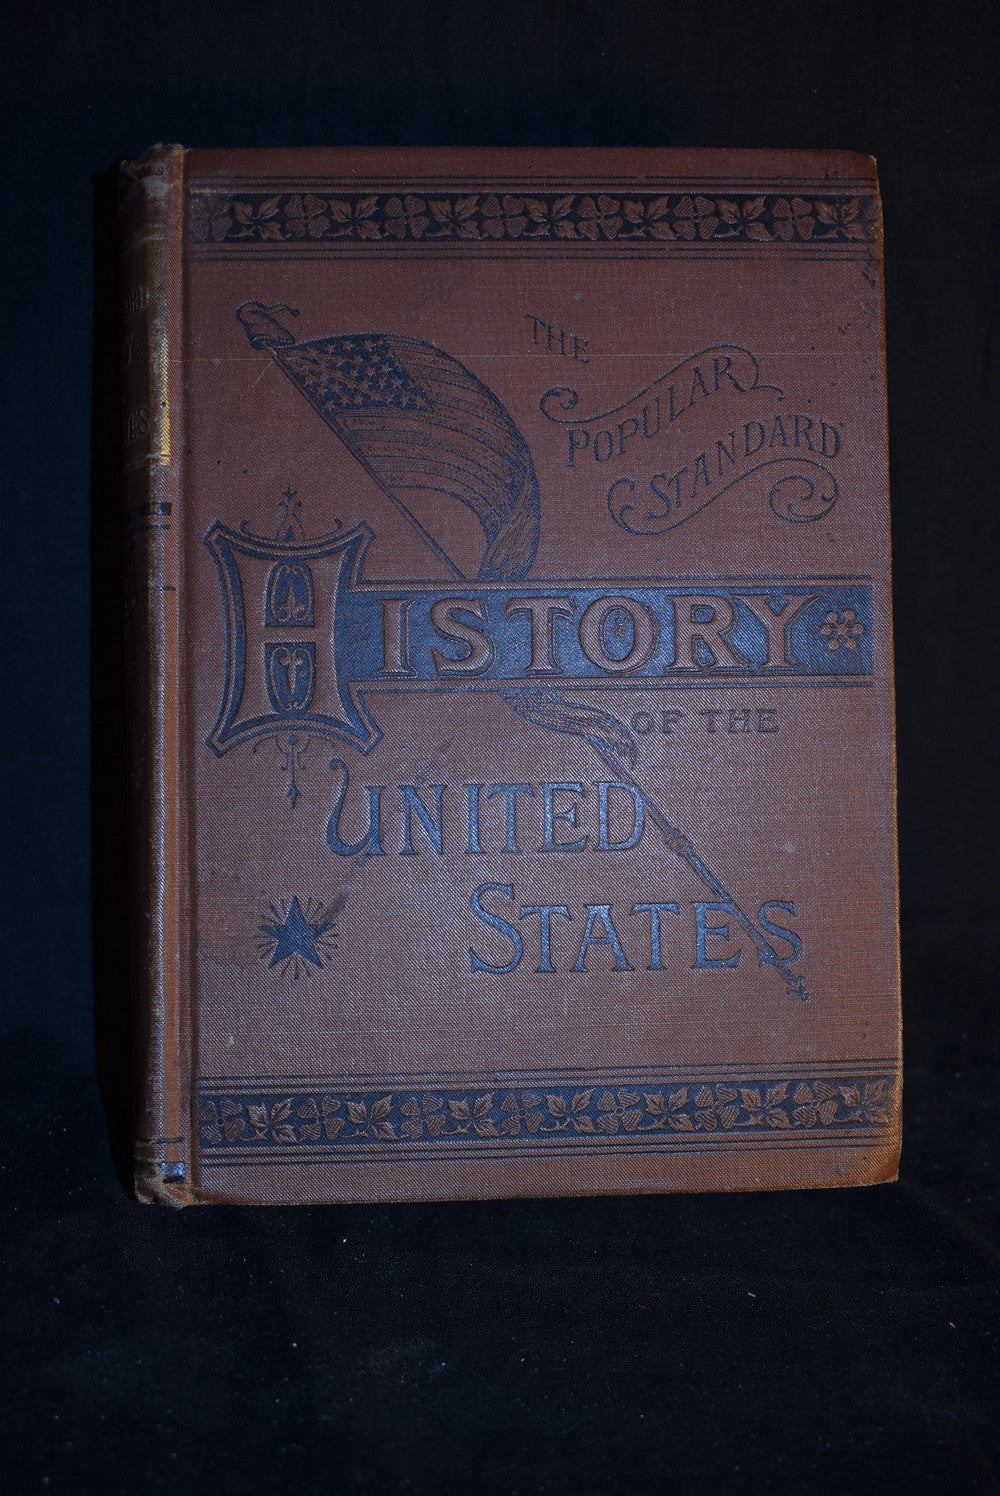 THE
POPULAR
STANDARD
HISTORY
OF THE
UNITED
STATES